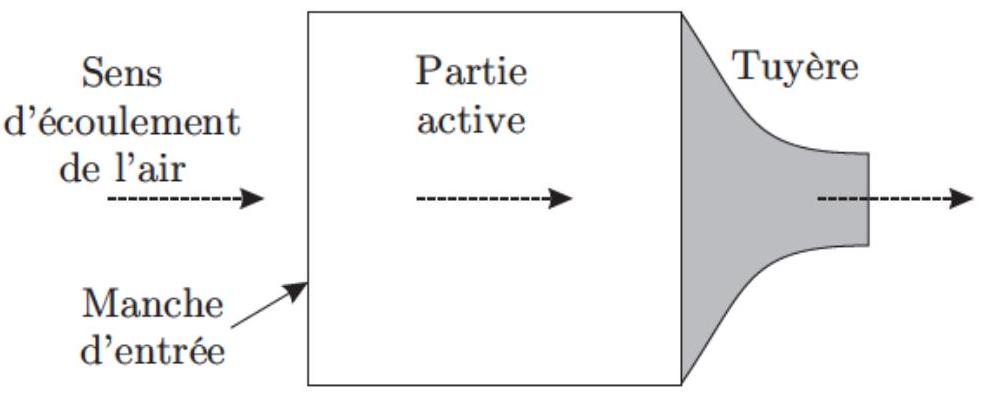 Sens
d'écoulement
de l'air
Partie
active
Tuyère
Manche
d'entrée